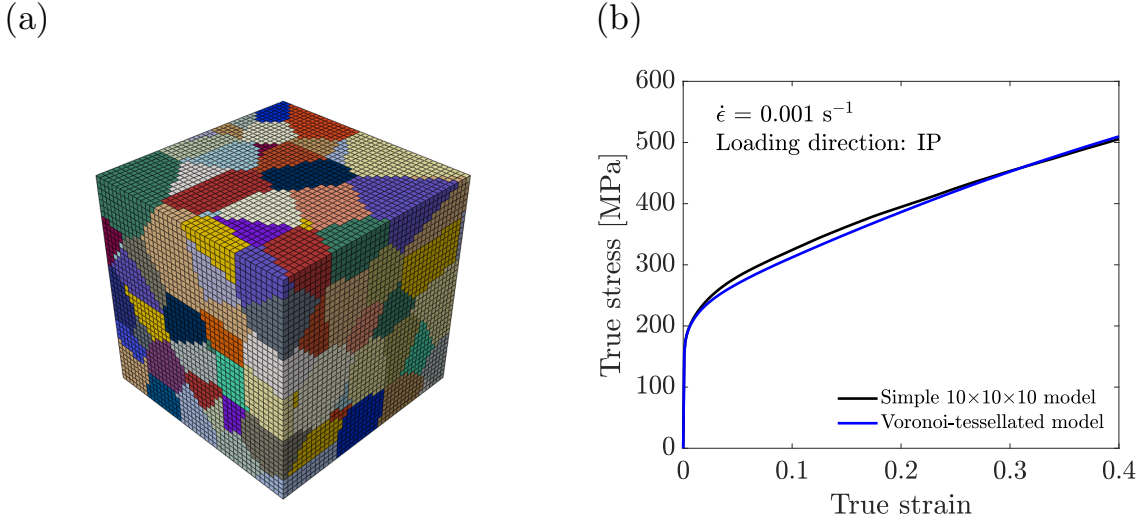 (a)
(b)
600
500
400
300
200
100
0
True stress [MPa]
ϵ̇ = 0.001 s⁻¹
Loading direction: IP
Simple 10×10×10 model
Voronoi-tessellated model
0 0.1 0.2 0.3 0.4
True strain